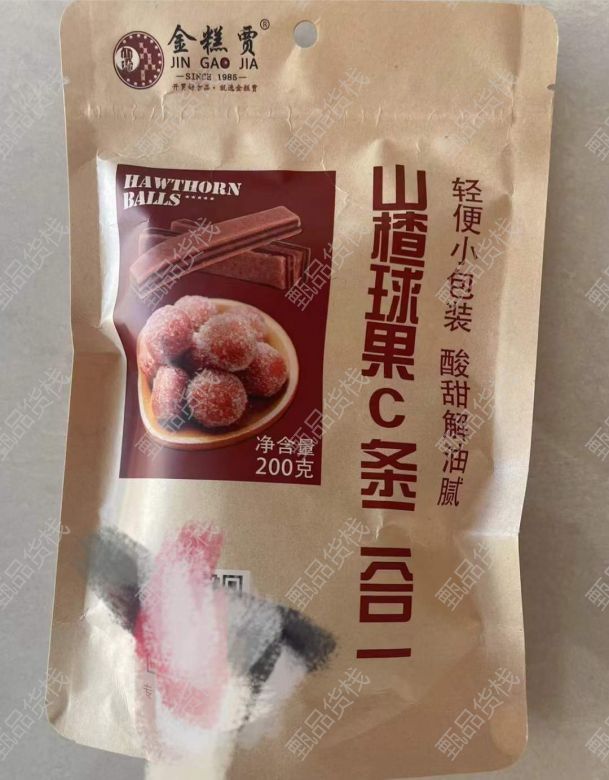 金糕贾®
JIN GAO JIA
—SINCE 1986—
HAWTHORN
BALLS*****
山楂球果C条二合一
轻便小包装 酸甜解油腻
净含量
200克
专
甄品货栈